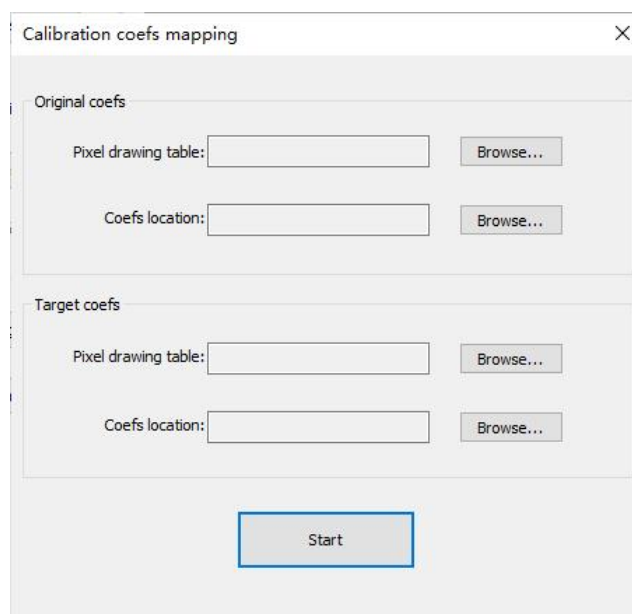 Calibration coefs mapping
Original coefs
Pixel drawing table:
Browse...
Coefs location:
Browse...
Target coefs
Pixel drawing table:
Browse...
Coefs location:
Browse...
Start